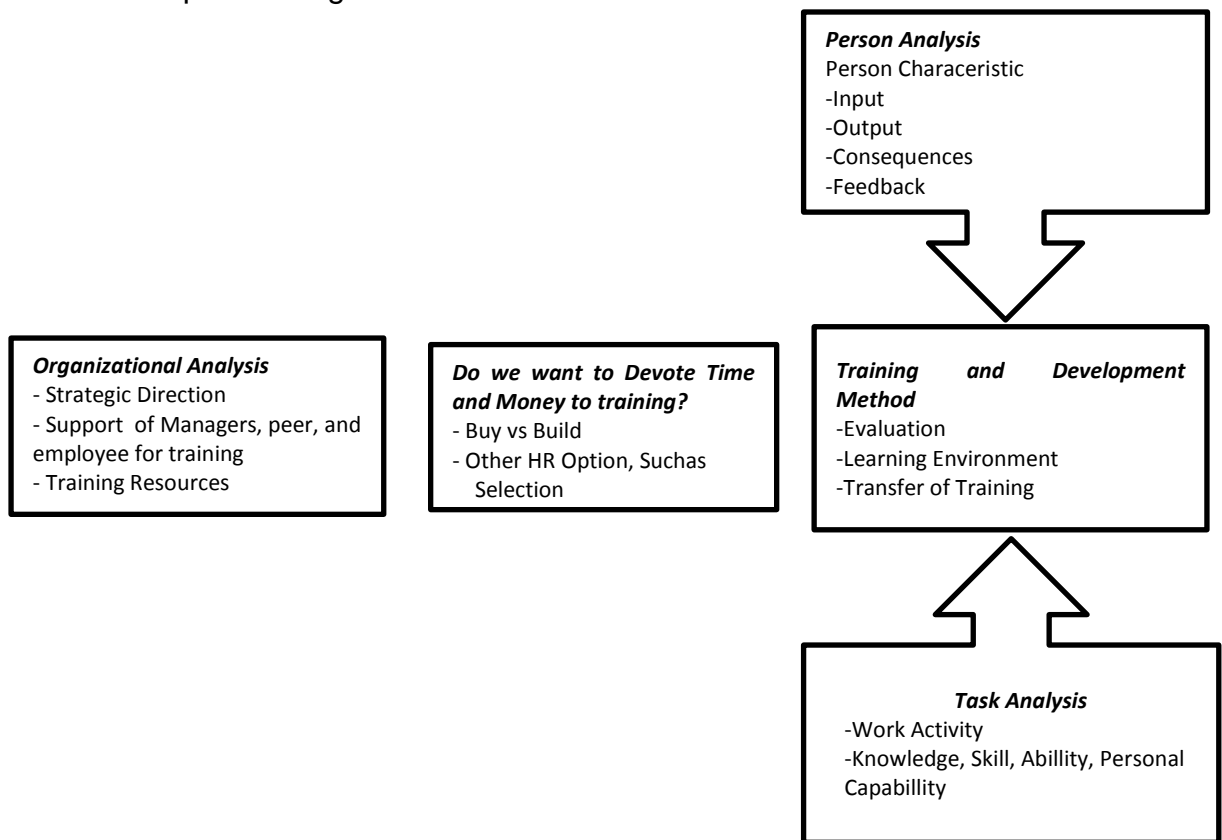 Person Analysis
Person Characeristic
-Input
-Output
-Consequences
-Feedback
Organizational Analysis
- Strategic Direction
- Support of Managers, peer, and
employee for training
- Training Resources
Do we want to Devote Time
and Money to training?
- Buy vs Build
- Other HR Option, Suchas
Selection
Training and Development
Method
-Evaluation
-Learning Environment
-Transfer of Training
Task Analysis
-Work Activity
-Knowledge, Skill, Abillity, Personal
Capabillity